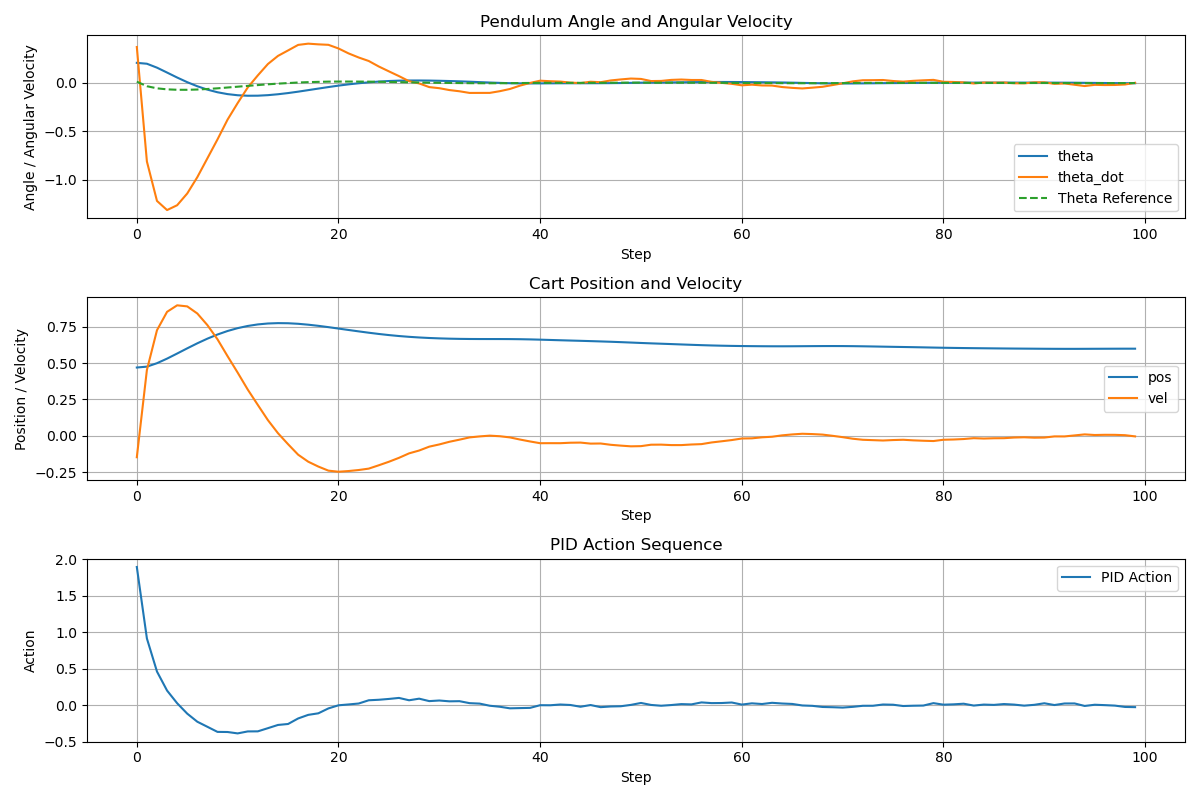 Pendulum Angle and Angular Velocity
Angle / Angular Velocity
0.0
−0.5
−1.0
theta
theta_dot
Theta Reference
0 20 40 60 80 100
Step
Cart Position and Velocity
Position / Velocity
0.75
0.50
0.25
0.00
−0.25
pos
vel
0 20 40 60 80 100
Step
PID Action Sequence
Action
2.0
1.5
1.0
0.5
0.0
−0.5
PID Action
0 20 40 60 80 100
Step